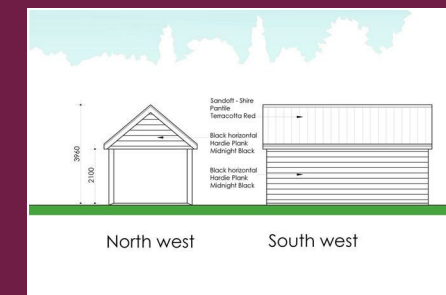 Sandoft - Shire
Pantile
Terracotta Red
Black horizontal
Hardie Plank
Midnight Black
Black horizontal
Hardie Plank
Midnight Black
3960
2100
North west
South west